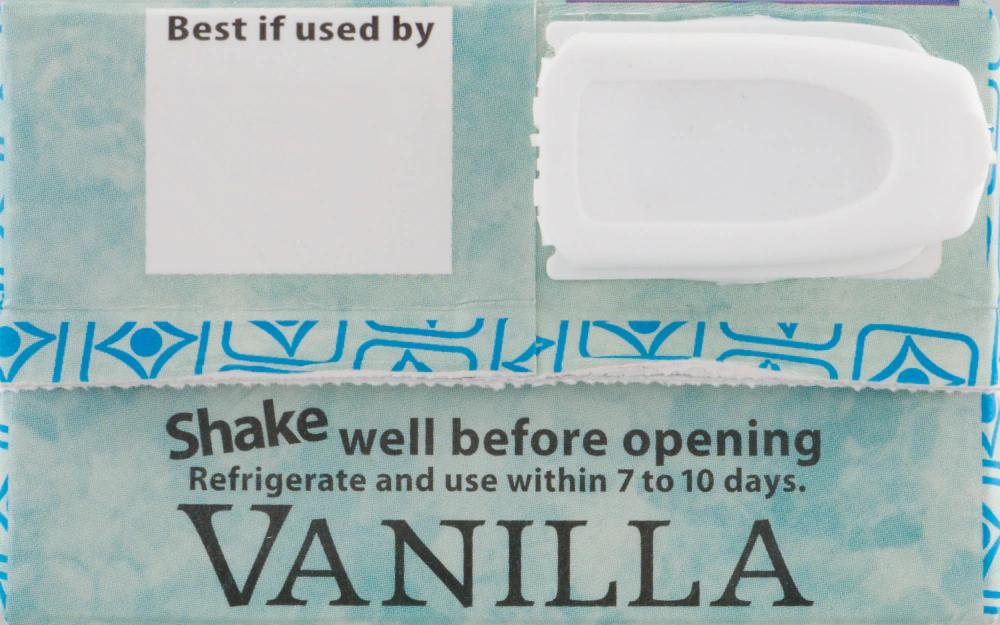 Best if used by
Shake well before opening
Refrigerate and use within 7 to 10 days.
VANILLA